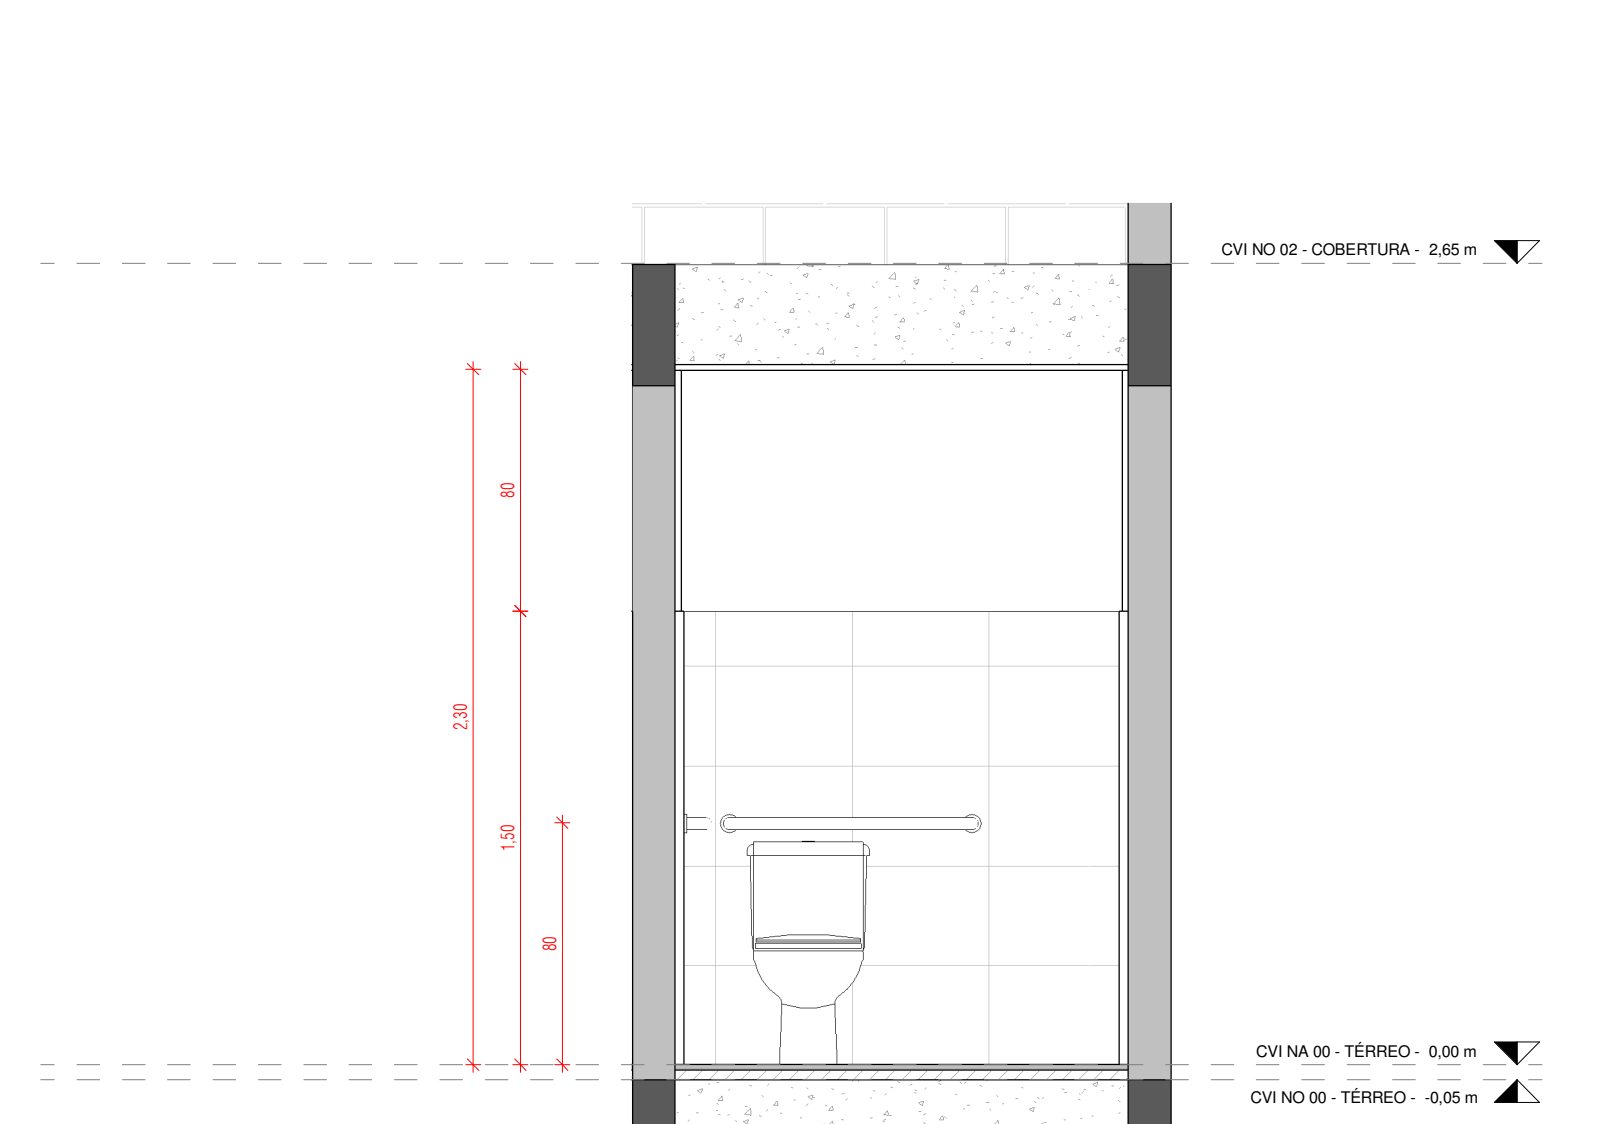 CVI NO 02 - COBERTURA - 2,65 m
80
2,30
1,50
80
CVI NA 00 - TÉRREO - 0,00 m
CVI NO 00 - TÉRREO - -0,05 m